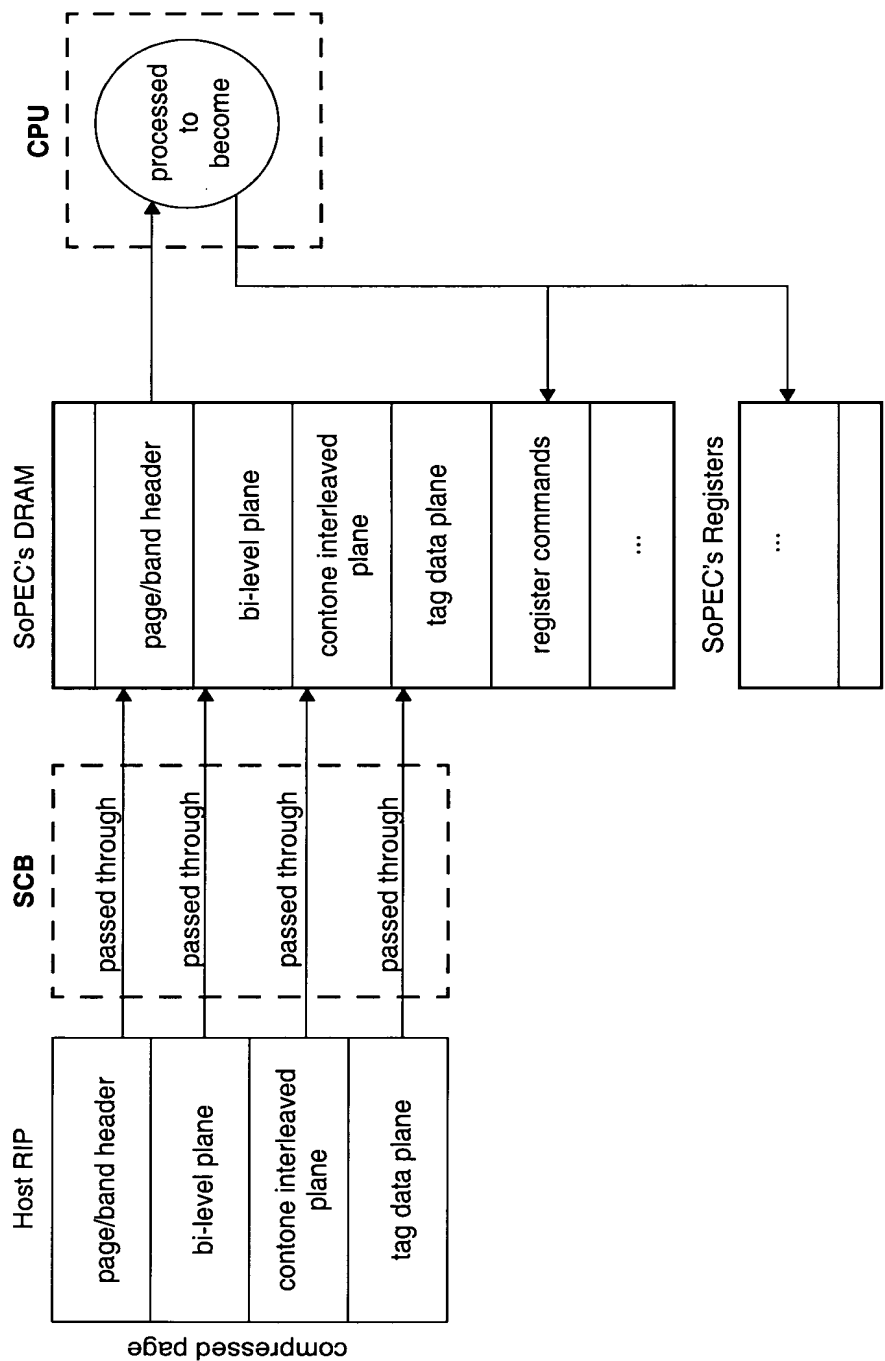 Host RIP
compressed page
page/band header
bi-level plane
contone interleaved
plane
tag data plane
SCB
passed through
passed through
passed through
passed through
SoPEC's DRAM
page/band header
bi-level plane
contone interleaved
plane
tag data plane
register commands
...
SoPEC's Registers
...
CPU
processed
to
become